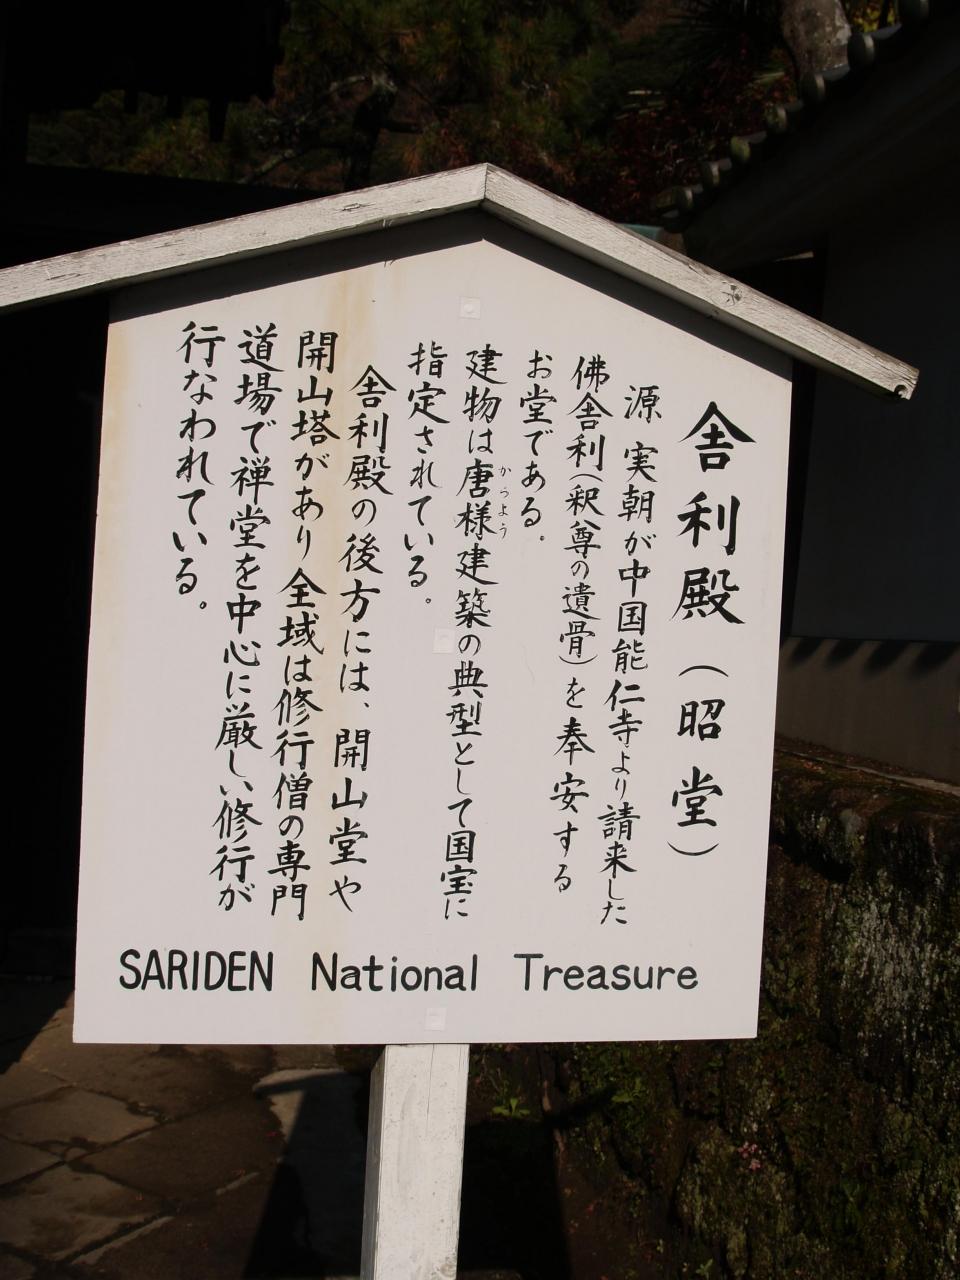 舎利殿（昭堂）
源 実朝が中国能仁寺より請来した
佛舎利（釈尊の遺骨）を奉安する
お堂である。
建物は唐様建築の典型として国宝に
からよう
指定されている。
舎利殿の後方には、開山堂や
開山塔があり全域は修行僧の専門
道場で禅堂を中心に厳しい修行が
行なわれている。
SARIDEN National Treasure